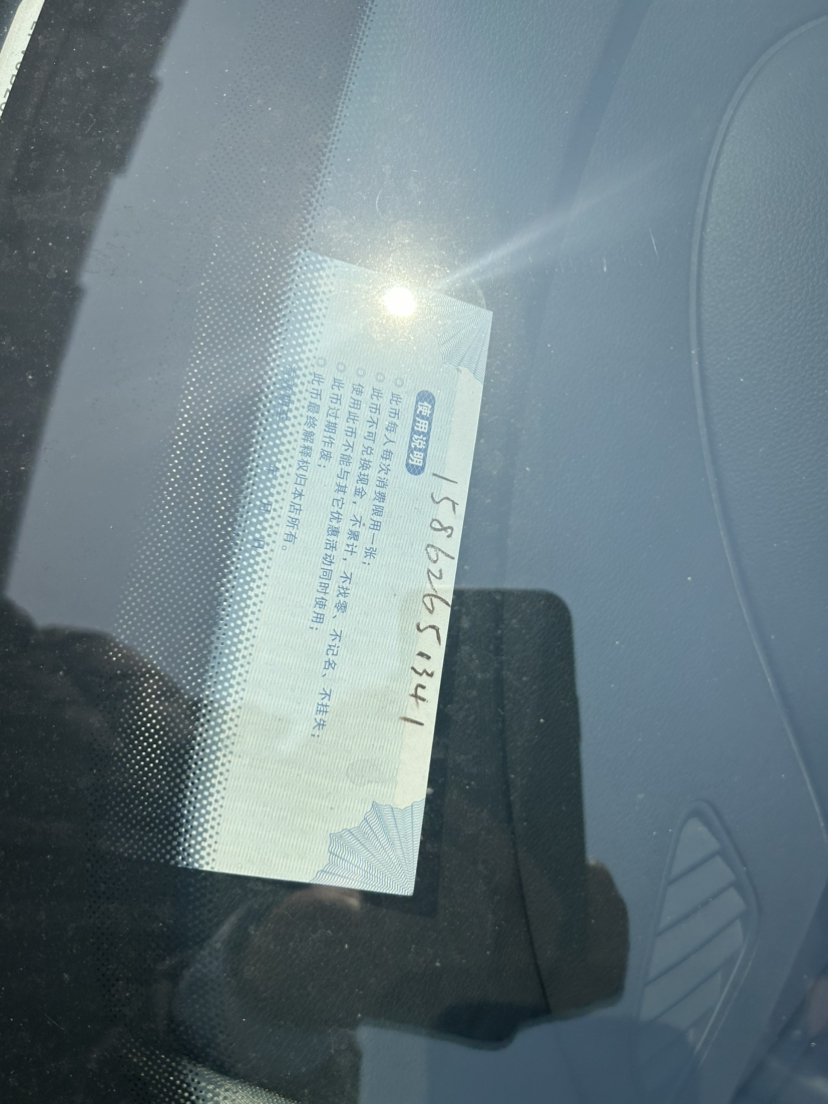 15862651341
使用说明
○ 此币每人每次消费限用一张；
○ 此币不可兑换现金，不累计，不找零、不记名、不挂失；
○ 使用此币不能与其它优惠活动同时使用；
○ 此币过期作废；
○ 此币最终解释权归本店所有。